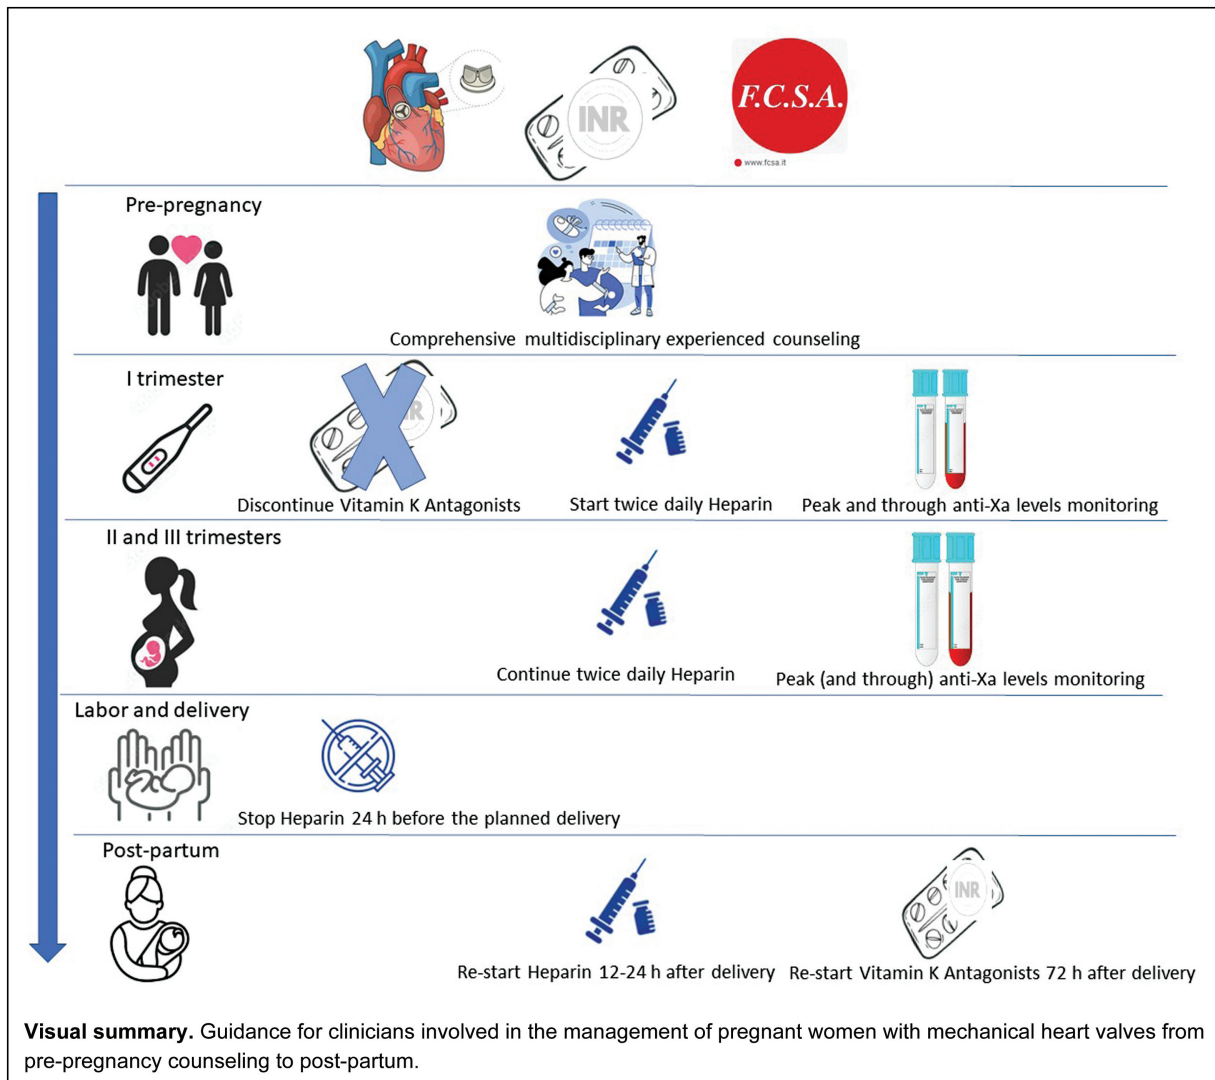 INR
F.C.S.A.
www.fcsa.it
Pre-pregnancy
Comprehensive multidisciplinary experienced counseling
I trimester
NR
Discontinue Vitamin K Antagonists
Start twice daily Heparin
Peak and through anti-Xa levels monitoring
II and III trimesters
Continue twice daily Heparin
Peak (and through) anti-Xa levels monitoring
Labor and delivery
Stop Heparin 24 h before the planned delivery
Post-partum
INR
Re-start Heparin 12-24 h after delivery
Re-start Vitamin K Antagonists 72 h after delivery
Visual summary. Guidance for clinicians involved in the management of pregnant women with mechanical heart valves from
pre-pregnancy counseling to post-partum.